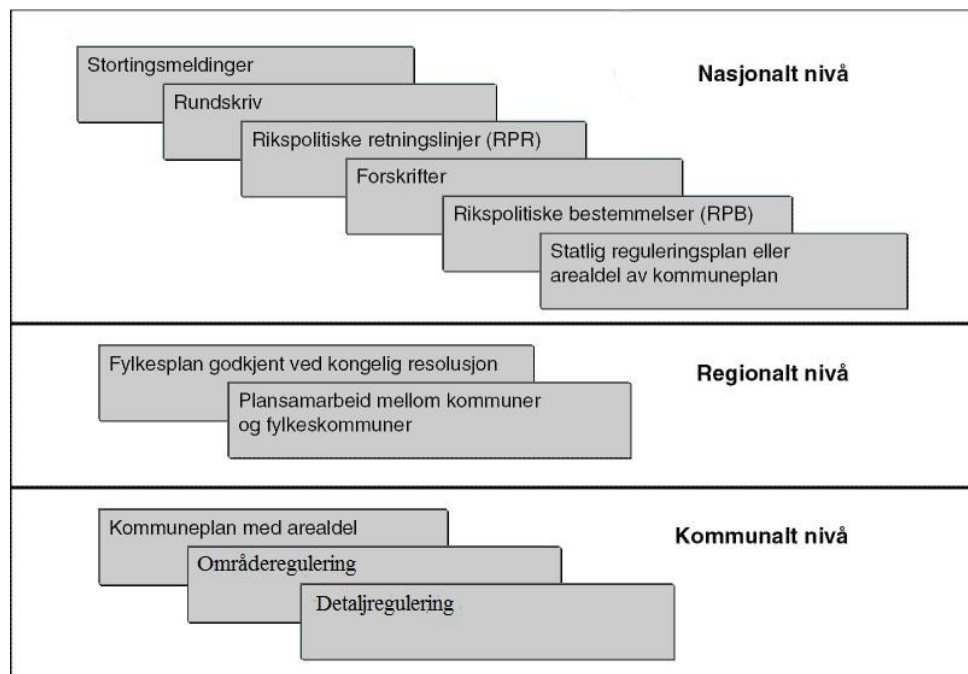 Nasjonalt nivå
Stortingsmeldinger
Rundskriv
Rikspolitiske retningslinjer (RPR)
Forskrifter
Rikspolitiske bestemmelser (RPB)
Statlig reguleringsplan eller
arealdel av kommuneplan
Regionalt nivå
Fylkesplan godkjent ved kongelig resolusjon
Plansamarbeid mellom kommuner
og fylkeskommuner
Kommunalt nivå
Kommuneplan med arealdel
Områderegulering
Detaljregulering